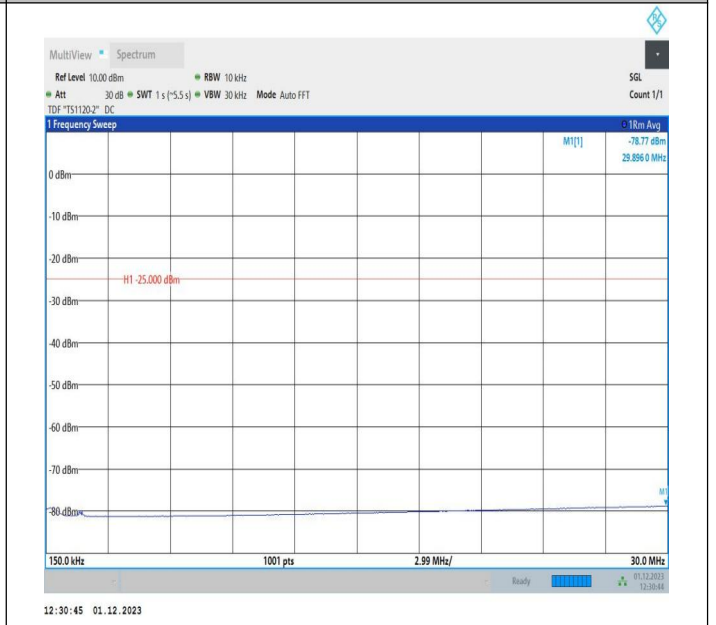 MultiView Spectrum
Ref Level 10.00 dBm RBW 10 kHz SGL
Att 30 dB SWT 1 s (~5.5 s) VBW 30 kHz Mode Auto FFT Count 1/1
TDF "TS1120-2" DC
1 Frequency Sweep 1Rm Avg
M1[1] -78.77 dBm
29.896 0 MHz
0 dBm
-10 dBm
-20 dBm
H1 -25.000 dBm
-30 dBm
-40 dBm
-50 dBm
-60 dBm
-70 dBm
M1
-80 dBm
150.0 kHz 1001 pts 2.99 MHz/ 30.0 MHz
Ready 01.12.2023
12:30:44
12:30:45 01.12.2023